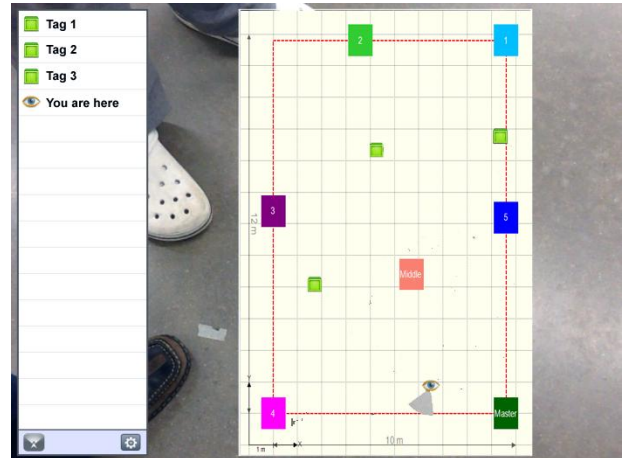 Tag 1
Tag 2
Tag 3
You are here
2
1
3
12 m
5
Middle
4
Master
X
1 m
10 m